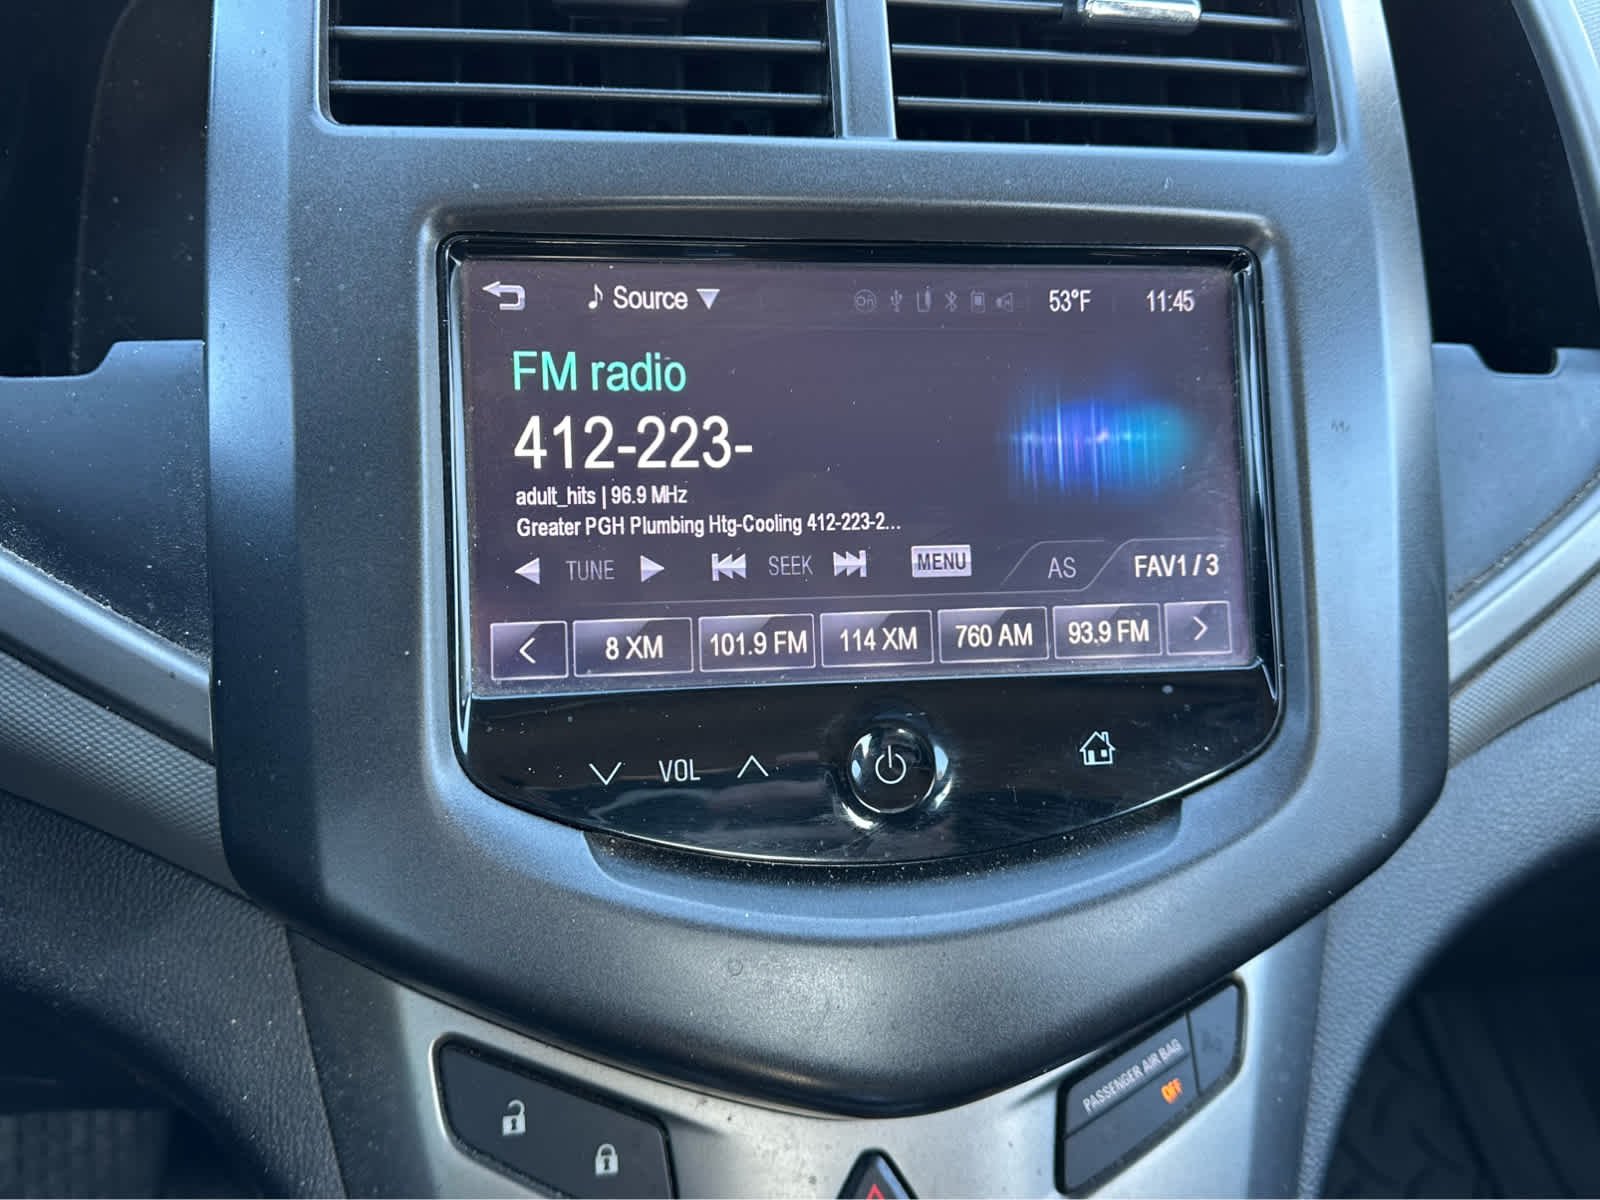 Source 53°F 11:45
FM radio
412-223-
adult_hits | 96.9 MHz
Greater PGH Plumbing Htg-Cooling 412-223-2...
TUNE SEEK MENU AS FAV1 / 3
< 8 XM 101.9 FM 114 XM 760 AM 93.9 FM >
VOL
PASSENGER AIR BAG
OFF